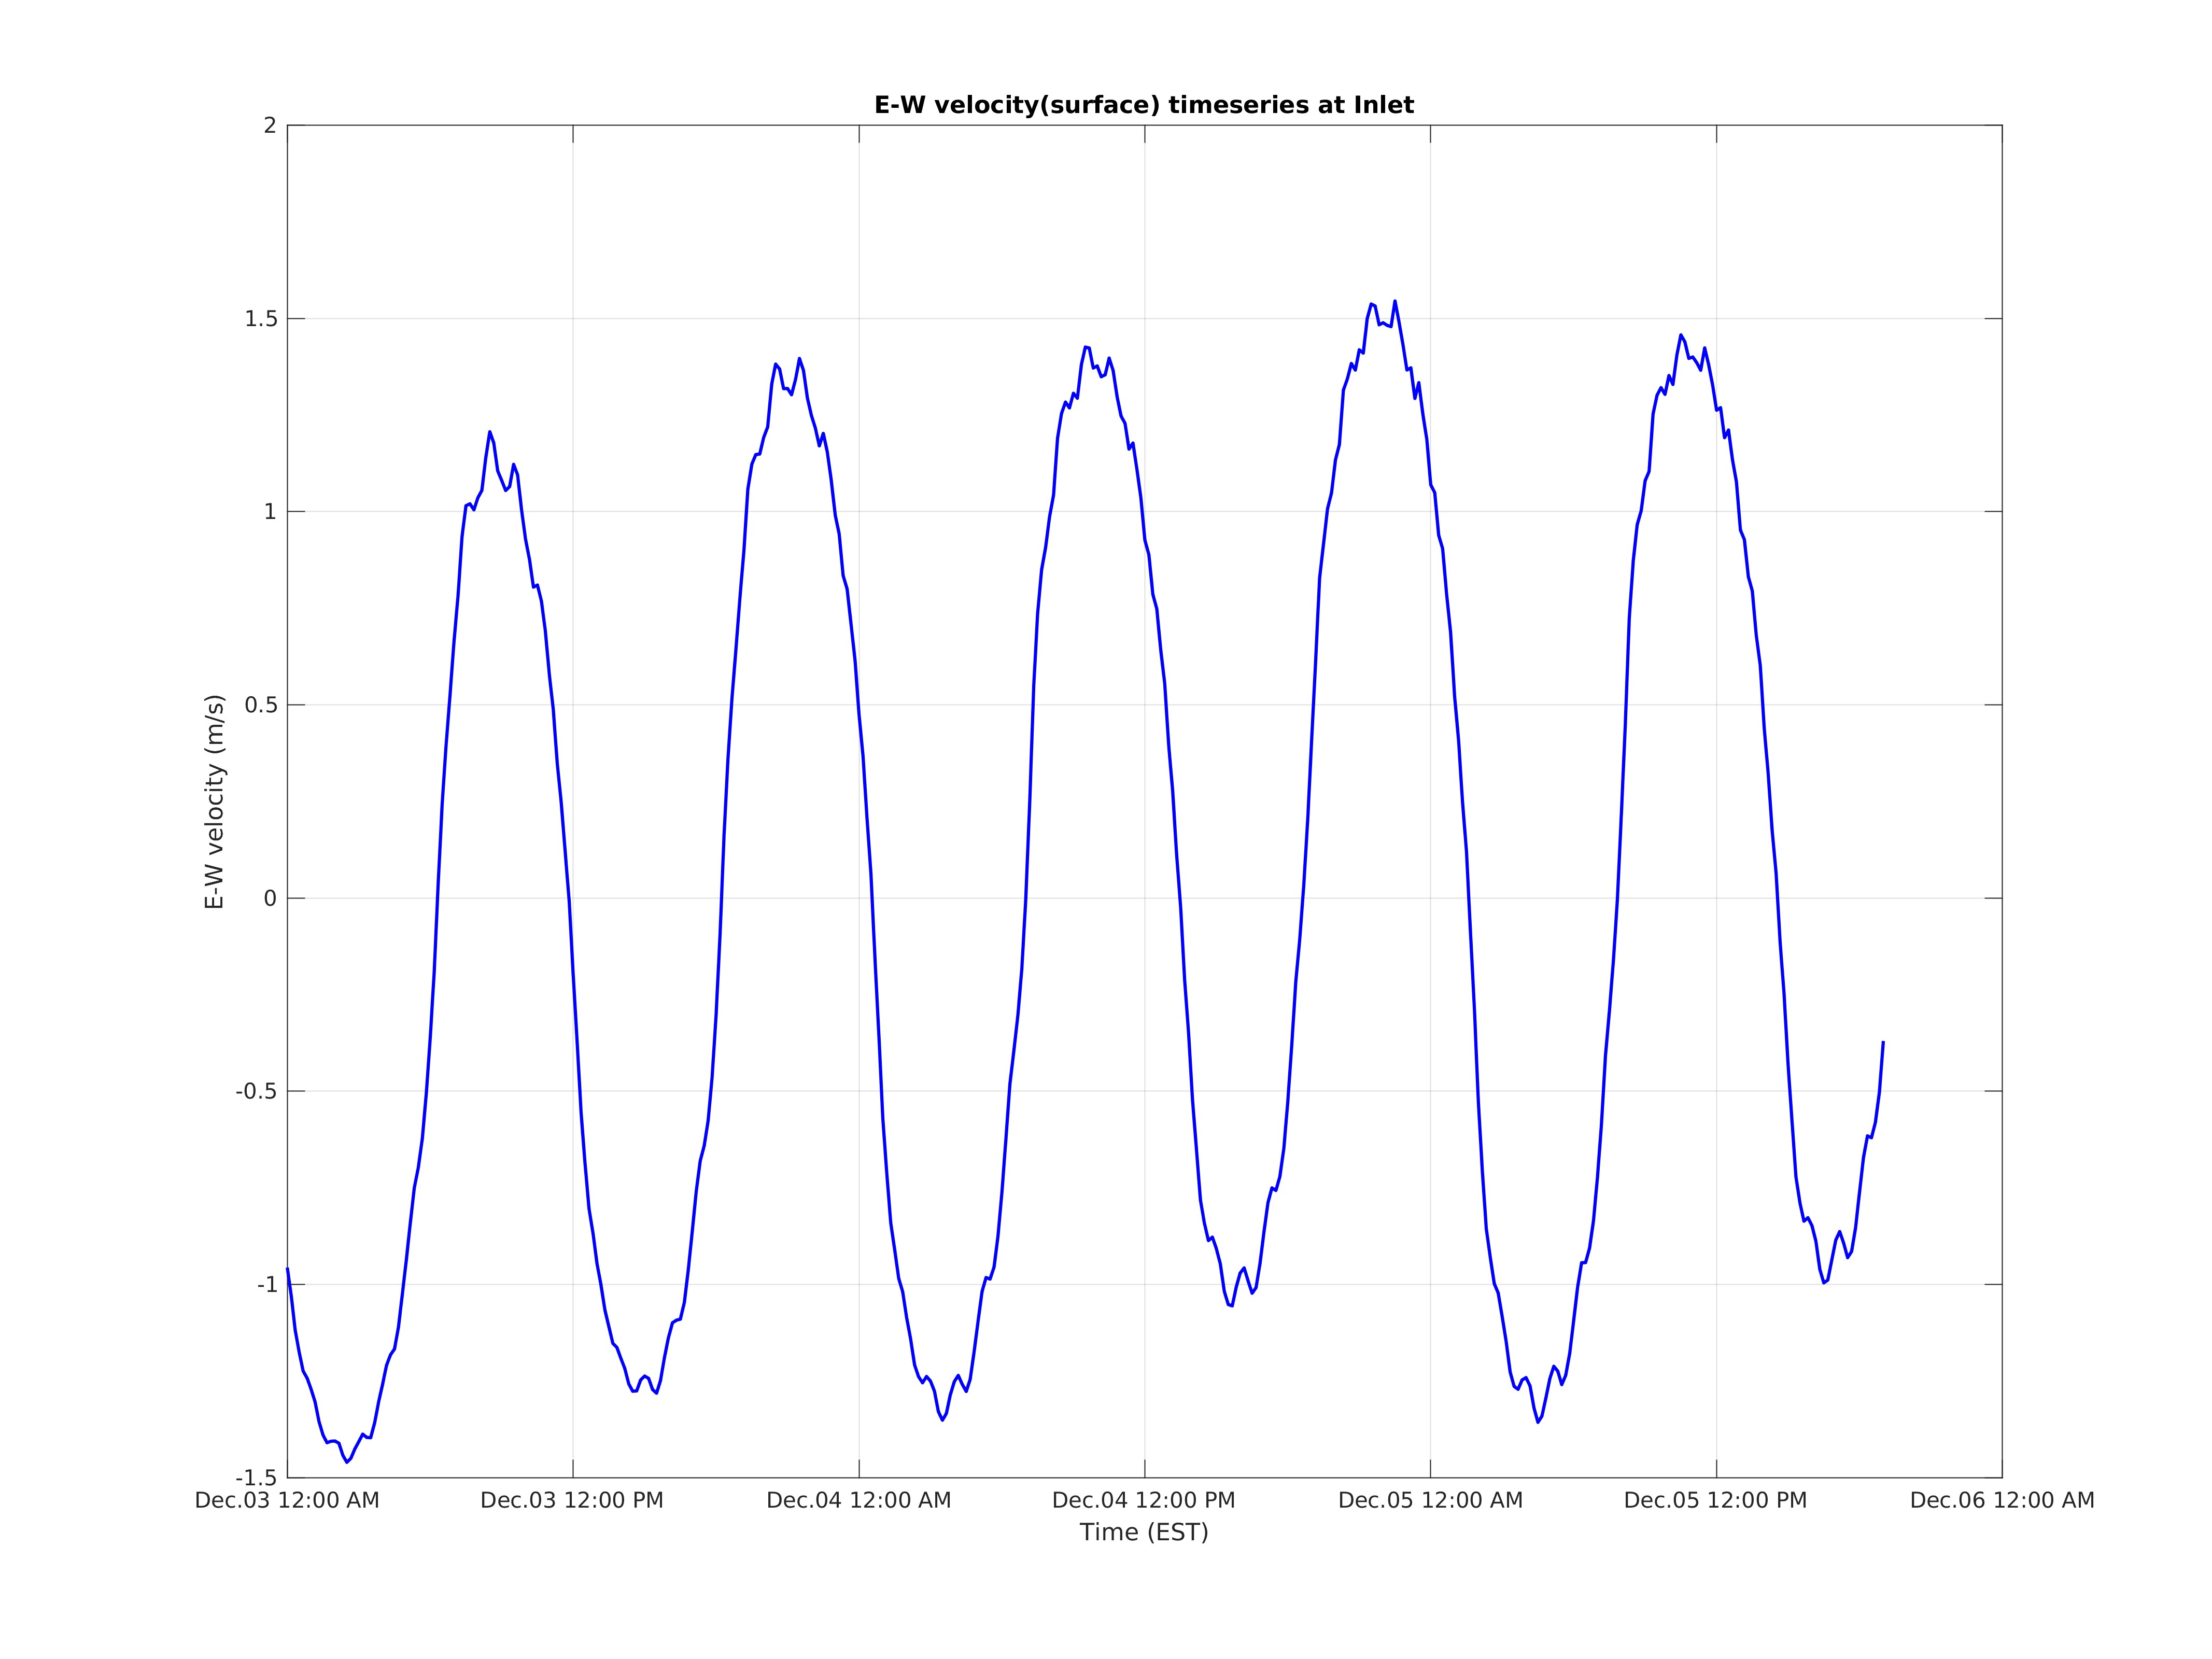 E-W velocity(surface) timeseries at Inlet
2
1.5
1
0.5
0
-0.5
-1
-1.5
E-W velocity (m/s)
Dec.03 12:00 AM Dec.03 12:00 PM Dec.04 12:00 AM Dec.04 12:00 PM Dec.05 12:00 AM Dec.05 12:00 PM Dec.06 12:00 AM
Time (EST)